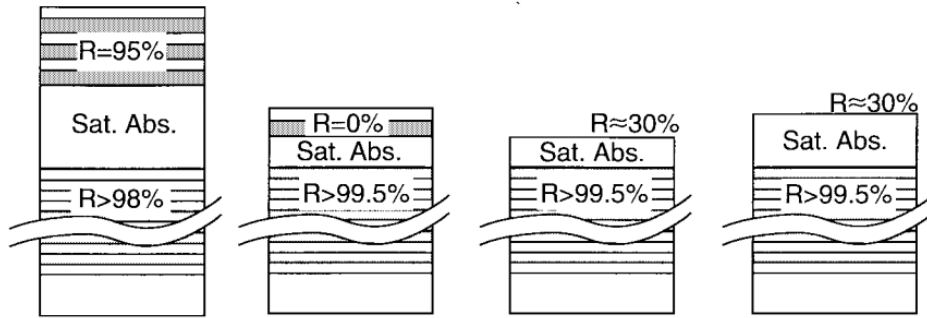 R=95%
Sat. Abs.
R>98%
R=0%
Sat. Abs.
R>99.5%
R≈30%
Sat. Abs.
R>99.5%
R≈30%
Sat. Abs.
R>99.5%